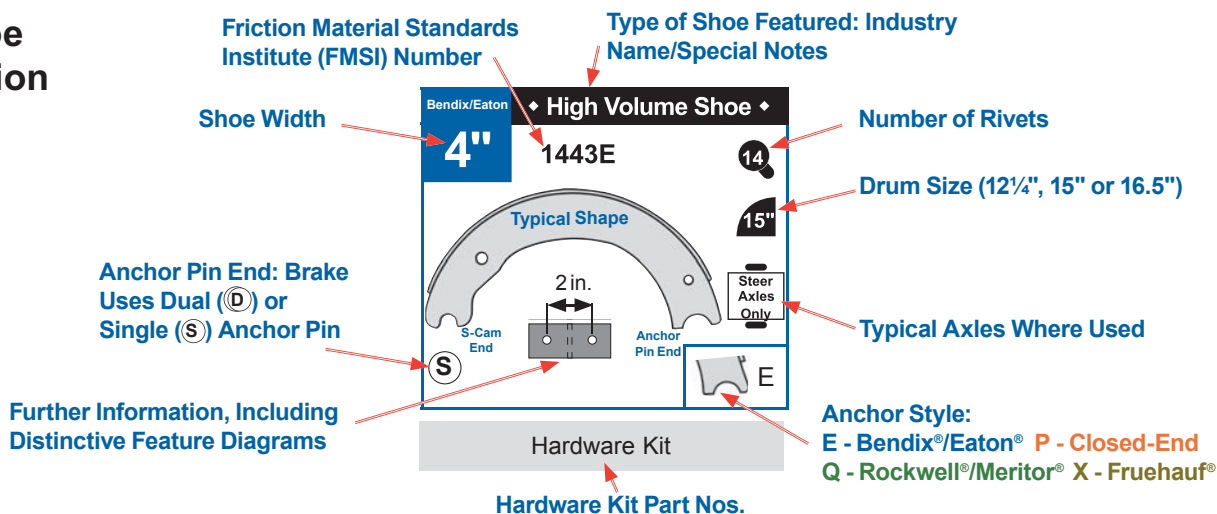 Friction Material Standards
Institute (FMSI) Number
Type of Shoe Featured: Industry
Name/Special Notes
Shoe Width
Bendix/Eaton
4"
◆ High Volume Shoe ◆
1443E
14
Number of Rivets
15"
Drum Size (12¼", 15" or 16.5")
Typical Shape
Anchor Pin End: Brake
Uses Dual (Ⓓ) or
Single (Ⓢ) Anchor Pin
2 in.
S-Cam
End
Anchor
Pin End
Steer
Axles
Only
Typical Axles Where Used
S
E
Further Information, Including
Distinctive Feature Diagrams
Anchor Style:
E - Bendix®/Eaton® P - Closed-End
Q - Rockwell®/Meritor® X - Fruehauf®
Hardware Kit
Hardware Kit Part Nos.